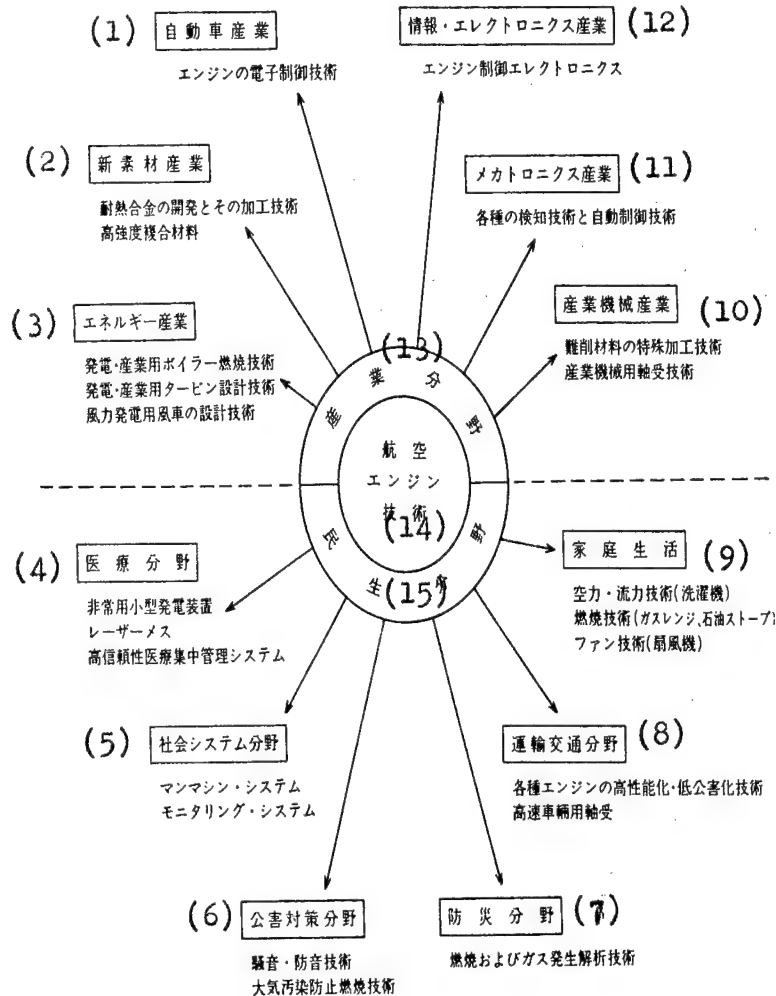 (1) 自動車産業
エンジンの電子制御技術
情報・エレクトロニクス産業 (12)
エンジン制御エレクトロニクス
(2) 新素材産業
耐熱合金の開発とその加工技術
高強度複合材料
メカトロニクス産業 (11)
各種の検知技術と自動制御技術
(3) エネルギー産業
発電・産業用ボイラー燃焼技術
発電・産業用タービン設計技術
風力発電用風車の設計技術
産業機械産業 (10)
難削材料の特殊加工技術
産業機械用軸受技術
(13)
産業分野
航空
エンジン
技術
(14)
民生分野
(15)
(4) 医療分野
非常用小型発電装置
レーザーメス
高信頼性医療集中管理システム
家庭生活 (9)
空力・流力技術(洗濯機)
燃焼技術(ガスレンジ、石油ストーブ)
ファン技術(扇風機)
(5) 社会システム分野
マンマシン・システム
モニタリング・システム
運輸交通分野 (8)
各種エンジンの高性能化・低公害化技術
高速車輛用軸受
(6) 公害対策分野
騒音・防音技術
大気汚染防止燃焼技術
防災分野 (7)
燃焼およびガス発生解析技術